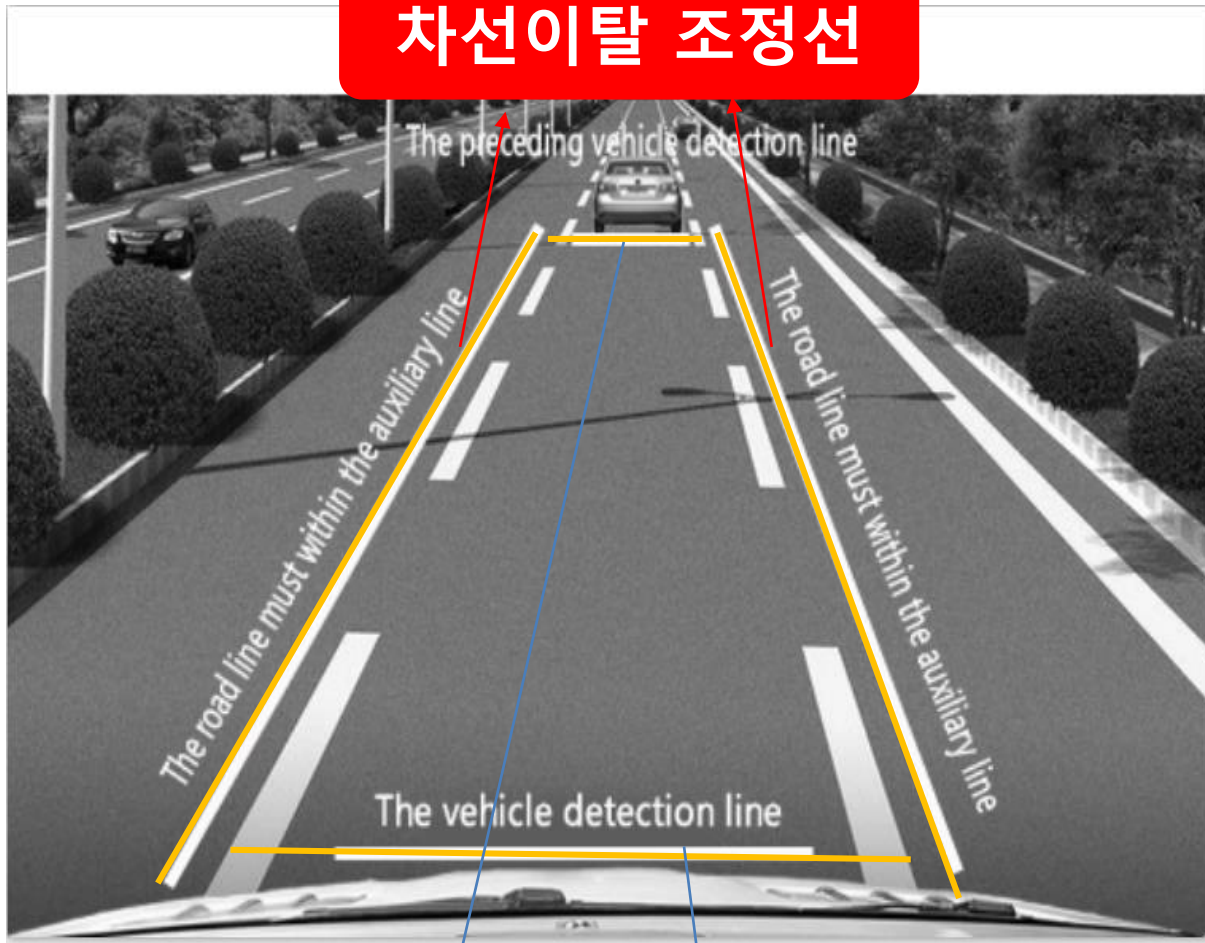 차선이탈 조정선
The preceding vehicle detection line
The road line must within the auxiliary line
The road line must within the auxiliary line
The vehicle detection line